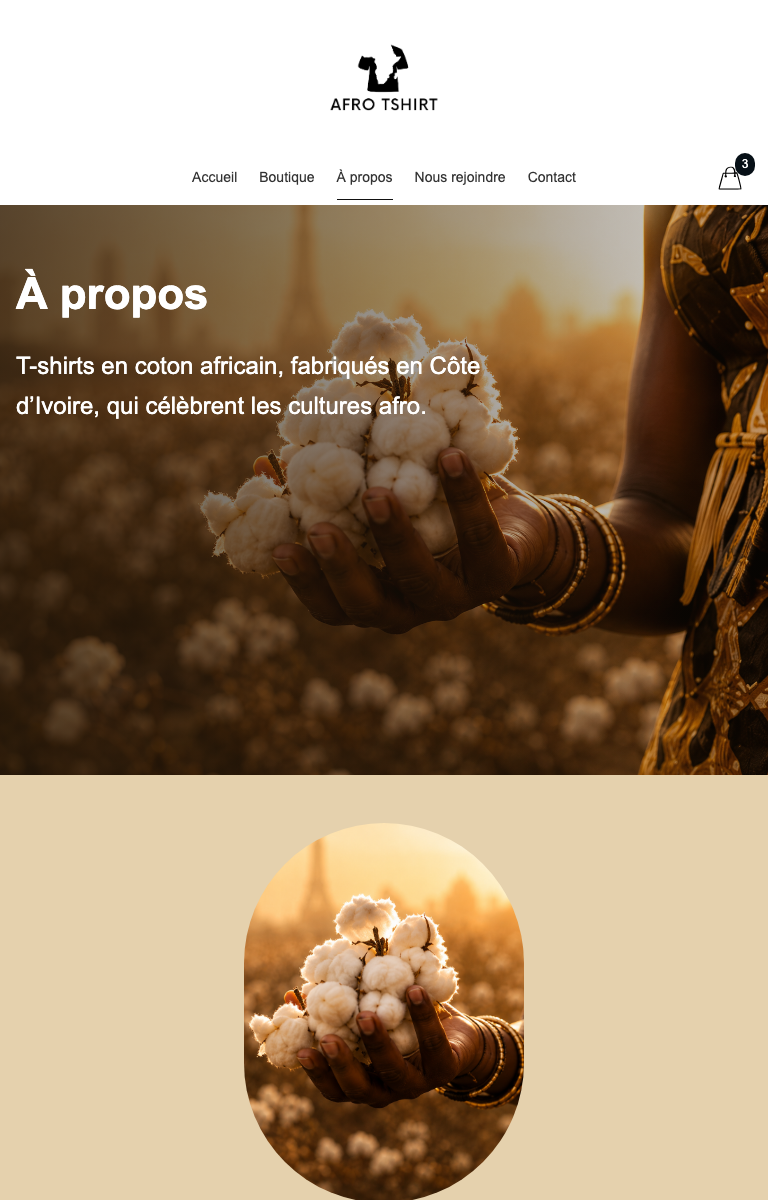 AFRO TSHIRT
Accueil Boutique À propos Nous rejoindre Contact 3
À propos
T-shirts en coton africain, fabriqués en Côte
d’Ivoire, qui célèbrent les cultures afro.